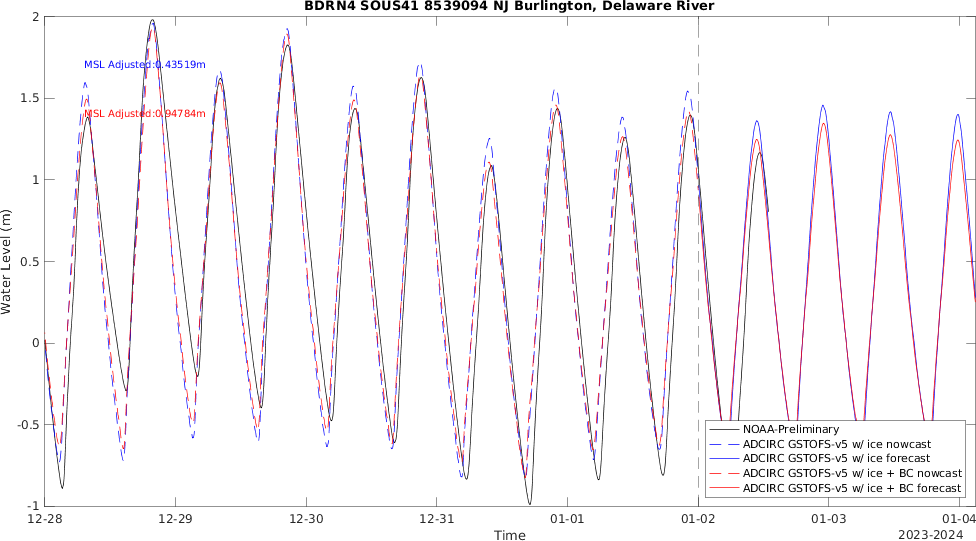 BDRN4 SOUS41 8539094 NJ Burlington, Delaware River
2
1.5
1
0.5
0
-0.5
-1
Water Level (m)
MSL Adjusted:0.43519m
MSL Adjusted:0.94784m
NOAA-Preliminary
ADCIRC GSTOFS-v5 w/ ice nowcast
ADCIRC GSTOFS-v5 w/ ice forecast
ADCIRC GSTOFS-v5 w/ ice + BC nowcast
ADCIRC GSTOFS-v5 w/ ice + BC forecast
12-28 12-29 12-30 12-31 01-01 01-02 01-03 01-04
Time
2023-2024